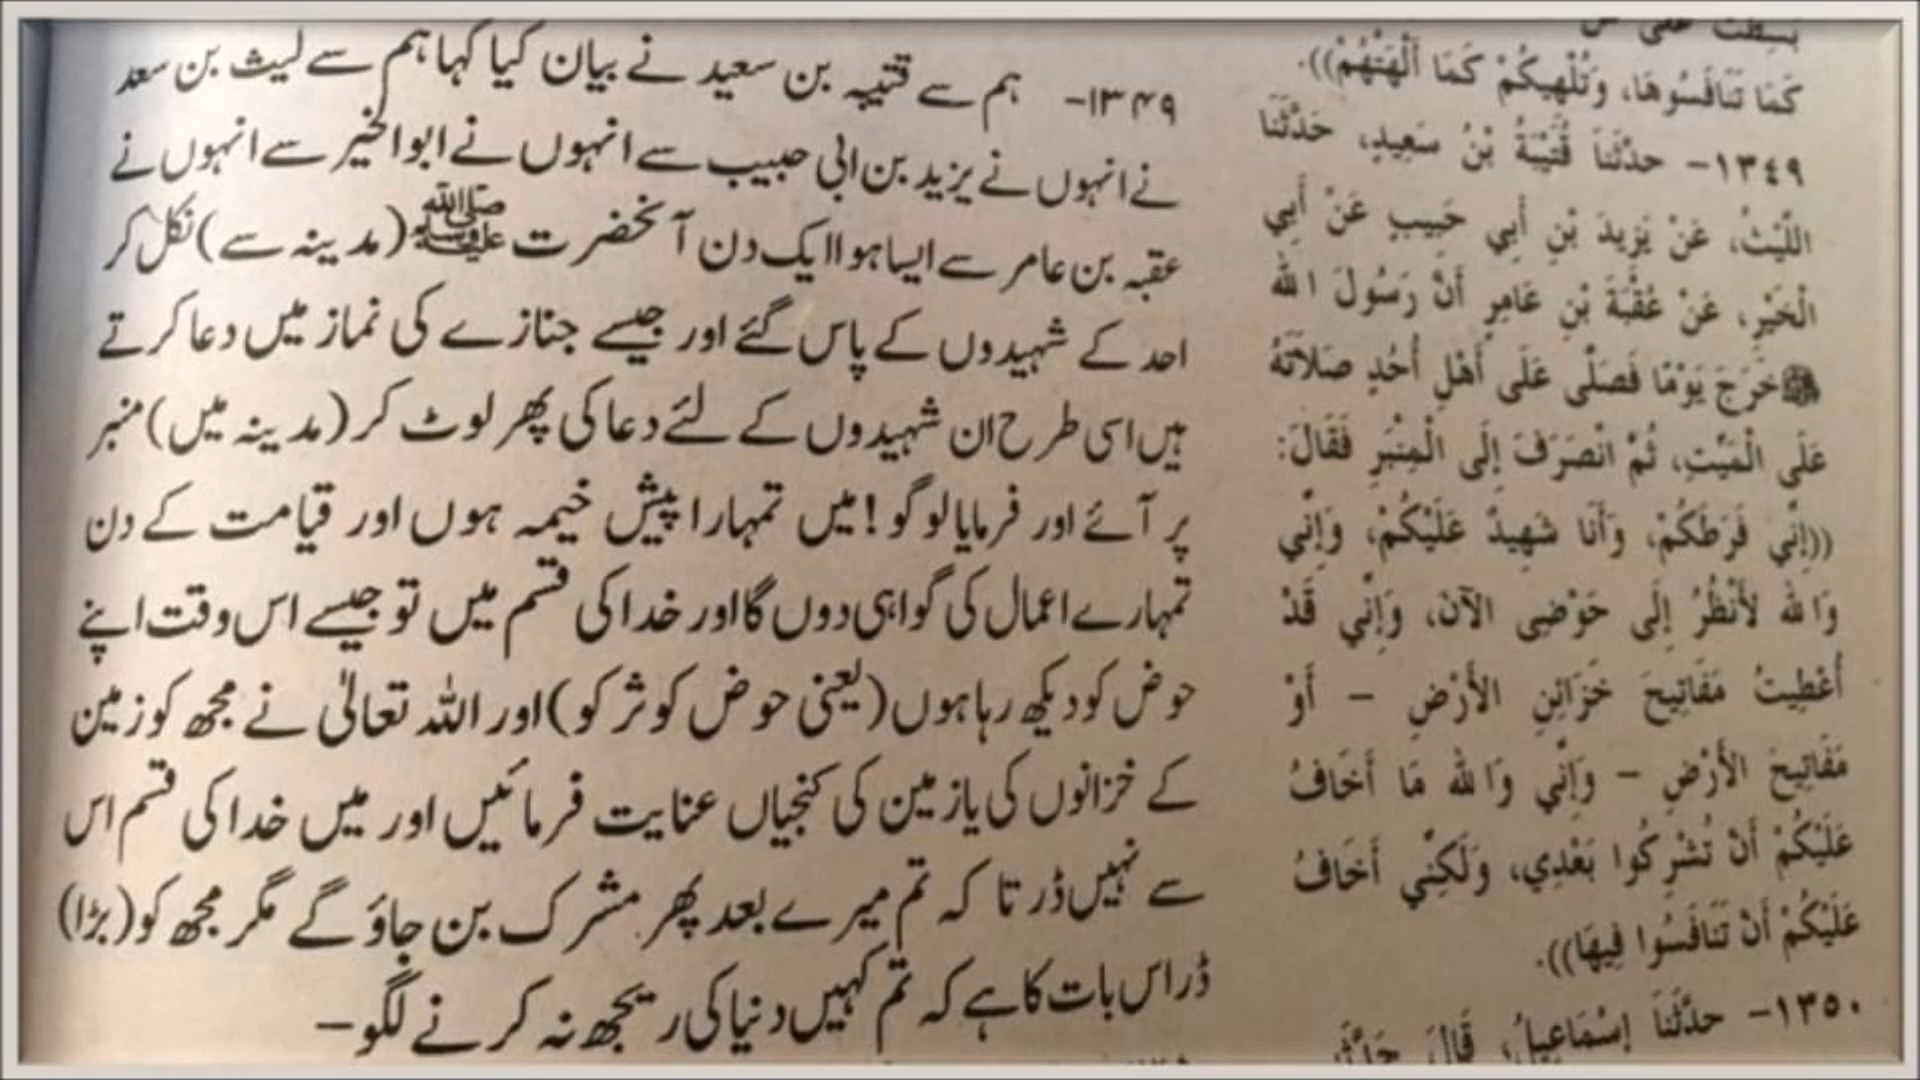 كَمَا تَنَافَسُوهَا، وَتُلْهِيكُمْ كَمَا أَلْهَتْهُمْ)).
١٣٤٩- حدَّثَنَا قُتَيْبَةُ بْنُ سَعِيدٍ، حَدَّثَنَا
اللَّيْثُ، عَنْ يَزِيدَ بْنِ أَبِي حَبِيبٍ عَنْ أَبِي
الْخَيْرِ، عَنْ عُقْبَةَ بْنِ عَامِرٍ أَنَّ رَسُولَ اللهِ
ﷺ خَرَجَ يَوْمًا فَصَلَّى عَلَى أَهْلِ أُحُدٍ صَلاَتَهُ
عَلَى الْمَيِّتِ، ثُمَّ انْصَرَفَ إِلَى الْمِنْبَرِ فَقَالَ:
((إِنِّي فَرَطَكُمْ، وَأَنَا شَهِيدٌ عَلَيْكُمْ، وَإِنِّي
وَاللهِ لأَنْظُرُ إِلَى حَوْضِي الآنَ، وَإِنِّي قَدْ
أُعْطِيتُ مَفَاتِيحَ خَزَائِنِ الأَرْضِ – أَوْ
مَفَاتِيحَ الأَرْضِ – وَإِنِّي وَاللهِ مَا أَخَافُ
عَلَيْكُمْ أَنْ تُشْرِكُوا بَعْدِي، وَلَكِنِّي أَخَافُ
عَلَيْكُمْ أَنْ تَنَافَسُوا فِيهَا)).
١٣٥٠- حدَّثَنَا إِسْمَاعِيلُ، قَالَ حَدَّثَنِي
۱۳۴۹- ہم سے قتیبہ بن سعید نے بیان کیا کہا ہم سے لیث بن سعد
نے انہوں نے یزید بن ابی حبیب سے انہوں نے ابوالخیر سے انہوں نے
عقبہ بن عامر سے ایسا ہوا ایک دن آنخضرت ﷺ (مدینہ سے) نکل کر
احد کے شہیدوں کے پاس گئے اور جیسے جنازے کی نماز میں دعا کرتے
ہیں اسی طرح ان شہیدوں کے لئے دعا کی پھر لوٹ کر (مدینہ میں) منبر
پر آئے اور فرمایا لوگو! میں تمہارا پیش خیمہ ہوں اور قیامت کے دن
تمہارے اعمال کی گواہی دوں گا اور خدا کی قسم میں تو جیسے اس وقت اپنے
حوض کو دیکھ رہا ہوں (یعنی حوض کوثر کو) اور اللہ تعالیٰ نے مجھ کو زمین
کے خزانوں کی یا زمین کی کنجیاں عنایت فرمائیں اور میں خدا کی قسم اس
سے نہیں ڈرتا کہ تم میرے بعد پھر مشرک بن جاؤ گے مگر مجھ کو (بڑا)
ڈر اس بات کا ہے کہ تم کہیں دنیا کی ریجھ نہ کرنے لگو–